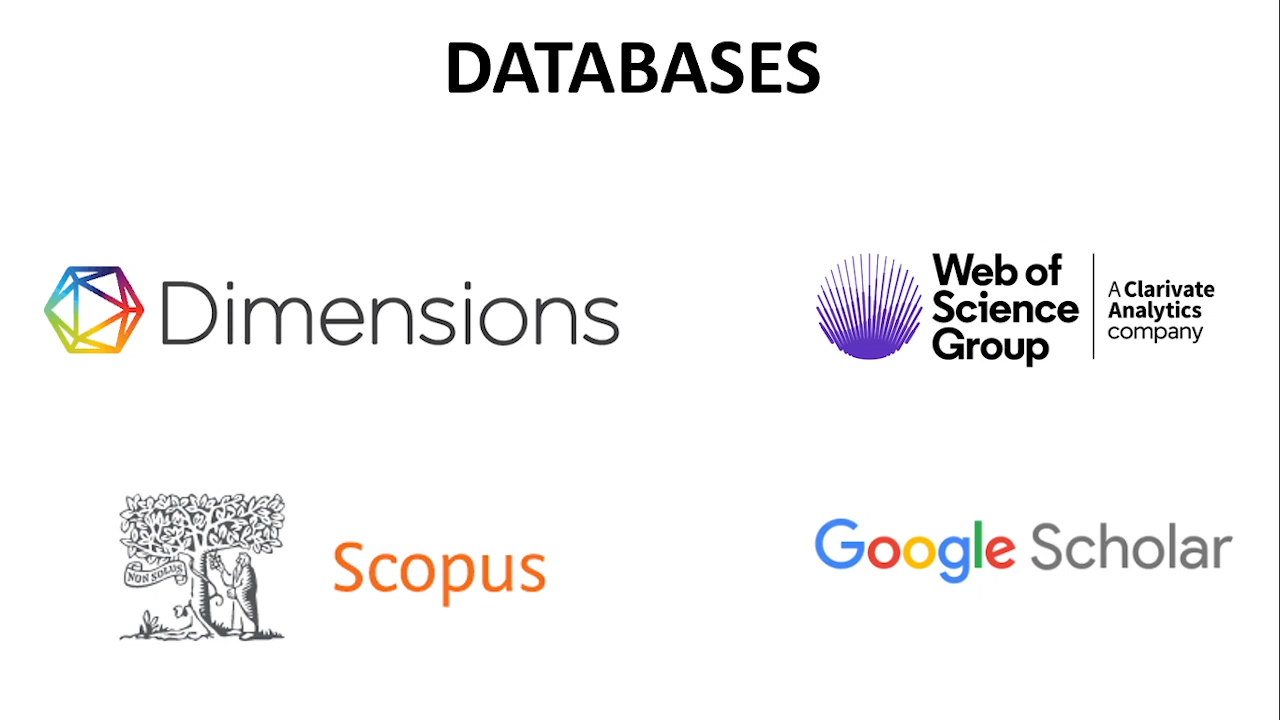 DATABASES
Dimensions
Web of
Science
Group
A Clarivate
Analytics
company
NON SOLUS
Scopus
Google Scholar